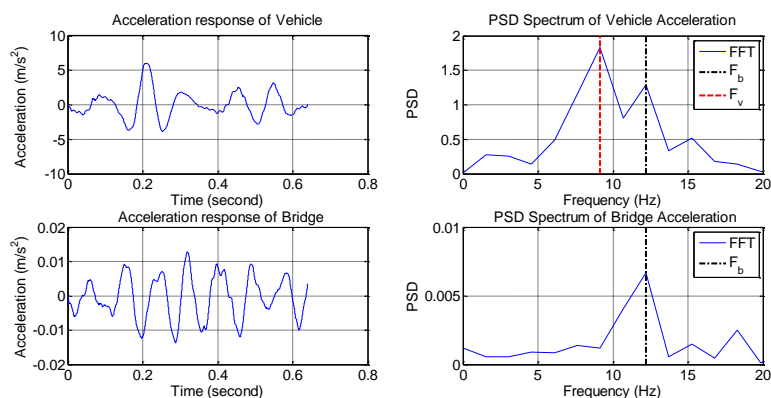 Acceleration response of Vehicle
Acceleration (m/s²)
10
5
0
-5
-10
0 0.2 0.4 0.6 0.8
Time (second)
PSD Spectrum of Vehicle Acceleration
PSD
2
1.5
1
0.5
0
0 5 10 15 20
Frequency (Hz)
FFT
F_b
F_v
Acceleration response of Bridge
Acceleration (m/s²)
0.02
0.01
0
-0.01
-0.02
0 0.2 0.4 0.6 0.8
Time (second)
PSD Spectrum of Bridge Acceleration
PSD
0.01
0.005
0
0 5 10 15 20
Frequency (Hz)
FFT
F_b